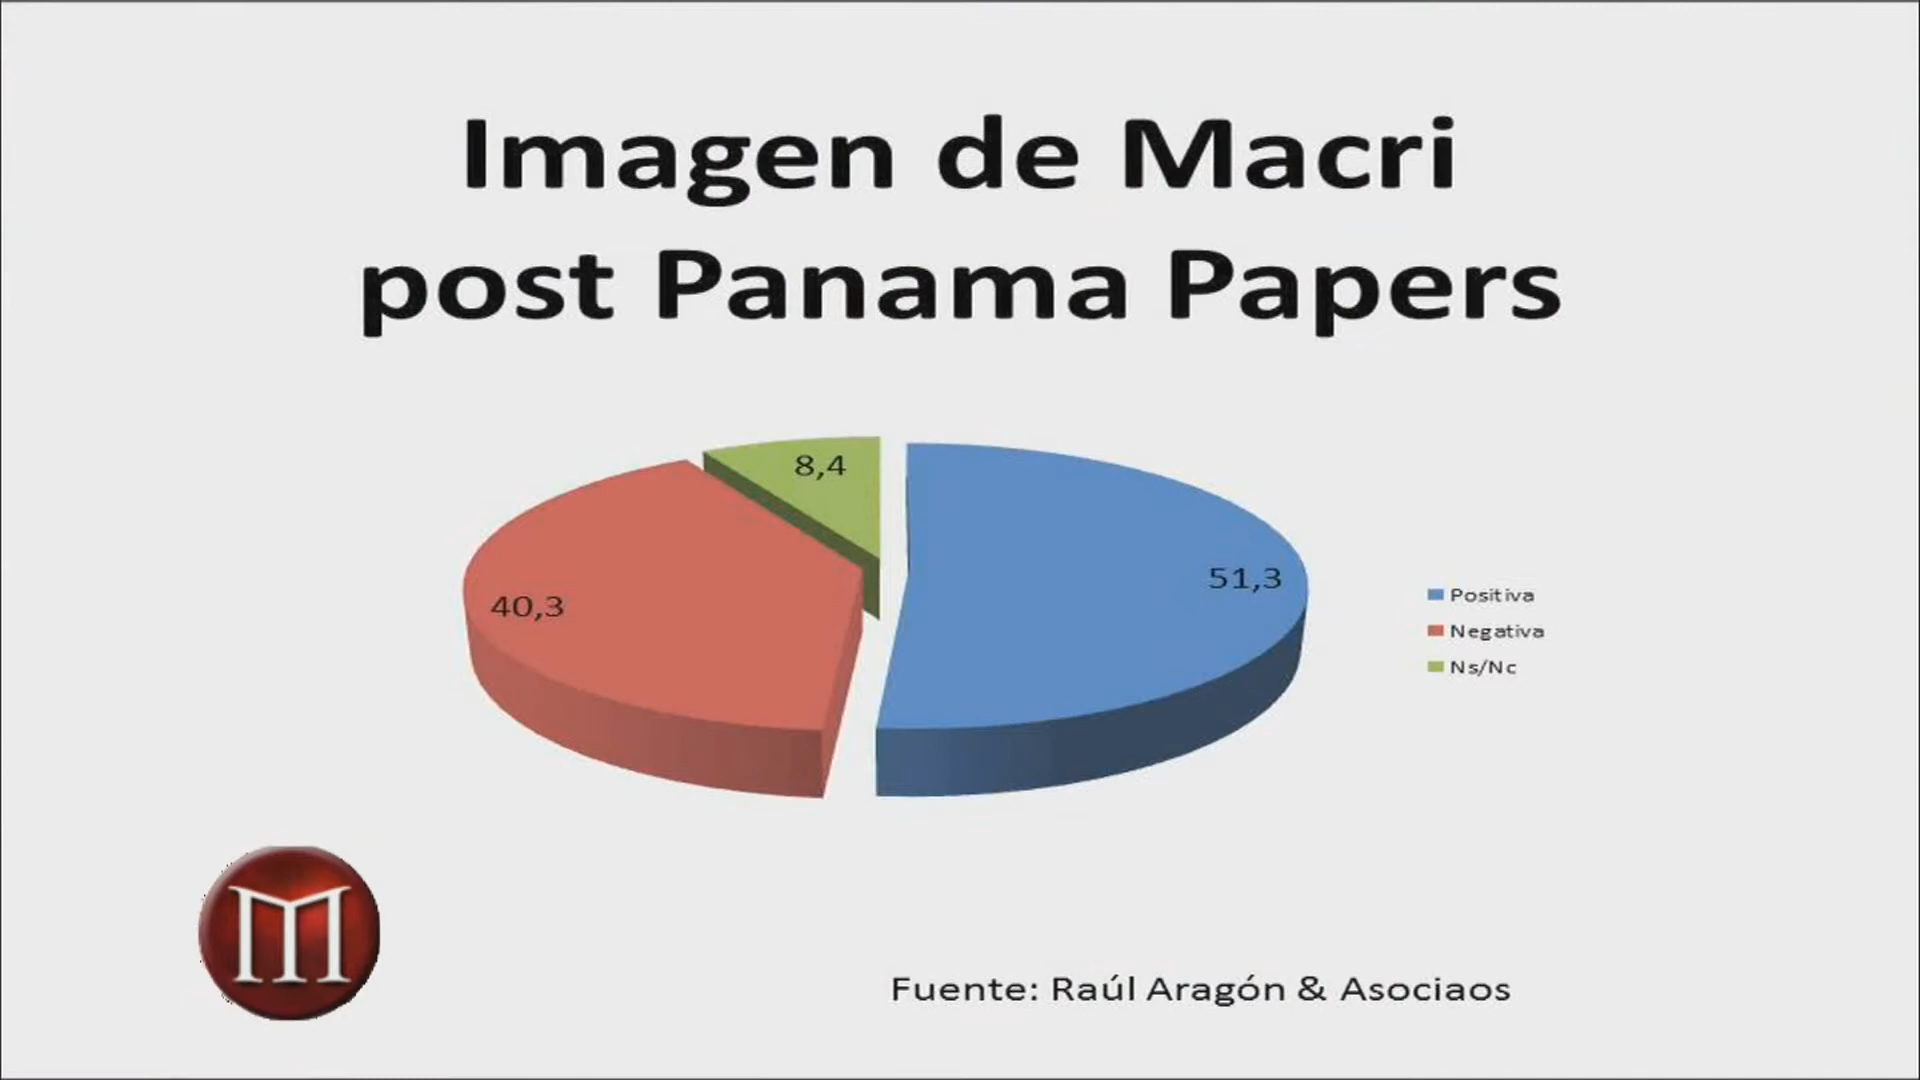 Imagen de Macri
post Panama Papers
8,4
40,3
51,3
Positiva
Negativa
Ns/Nc
M
Fuente: Raúl Aragón & Asociaos